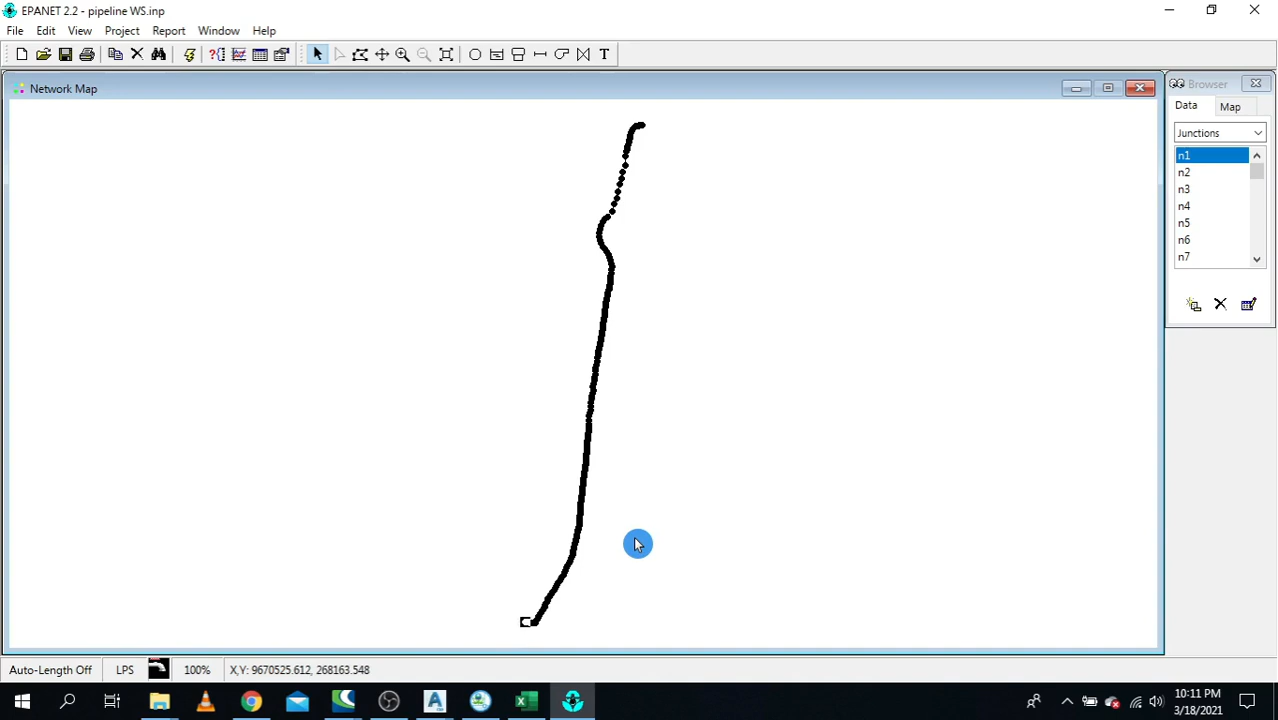 EPANET 2.2 - pipeline WS.inp
File Edit View Project Report Window Help
T
Network Map
Browser
Data Map
Junctions
n1
n2
n3
n4
n5
n6
n7
Auto-Length Off LPS 100% X,Y: 9670525.612, 268163.548
10:11 PM
3/18/2021